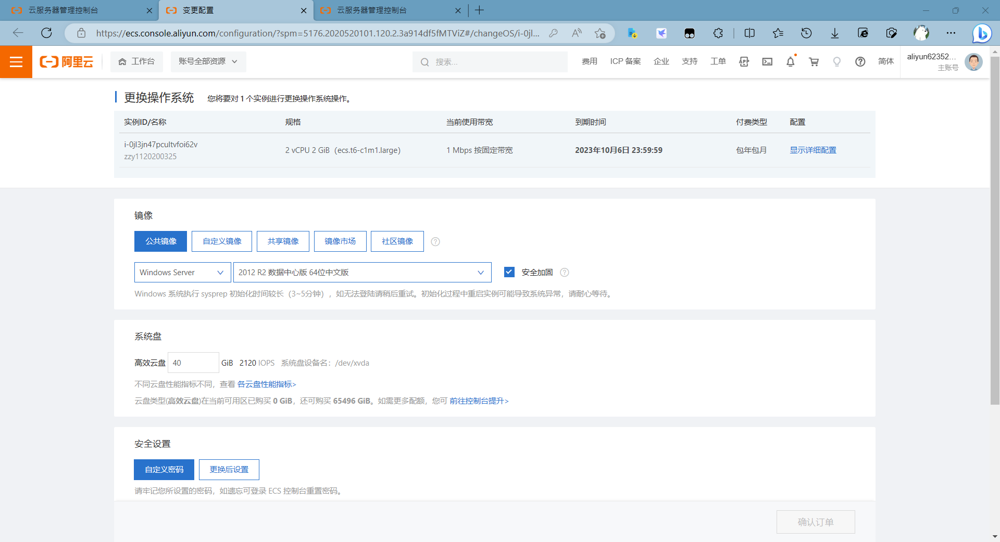 云服务器管理控制台
变更配置
云服务器管理控制台
https://ecs.console.aliyun.com/configuration/?spm=5176.2020520101.120.2.3a914df5fMTViZ#/changeOS/i-0jl...
阿里云
工作台
账号全部资源
搜索...
费用
ICP 备案
企业
支持
工单
简体
aliyun62352...
主账号
更换操作系统
您将要对 1 个实例进行更换操作系统操作。
实例ID/名称 规格 当前使用带宽 到期时间 付费类型 配置
i-0jl3jn47pcultvfoi62v
zzy1120200325
2 vCPU 2 GiB（ecs.t6-c1m1.large）
1 Mbps 按固定带宽
2023年10月6日 23:59:59
包年包月
显示详细配置
镜像
公共镜像 自定义镜像 共享镜像 镜像市场 社区镜像
Windows Server
2012 R2 数据中心版 64位中文版
安全加固
Windows 系统执行 sysprep 初始化时间较长（3~5分钟），如无法登陆请稍后重试。初始化过程中重启实例可能导致系统异常，请耐心等待。
系统盘
高效云盘 40 GiB 2120 IOPS 系统盘设备名：/dev/xvda
不同云盘性能指标不同，查看 各云盘性能指标>
云盘类型(高效云盘)在当前可用区已购买 0 GiB，还可购买 65496 GiB。如需更多配额，您可 前往控制台提升>
安全设置
自定义密码 更换后设置
请牢记您所设置的密码，如遗忘可登录 ECS 控制台重置密码。
确认订单